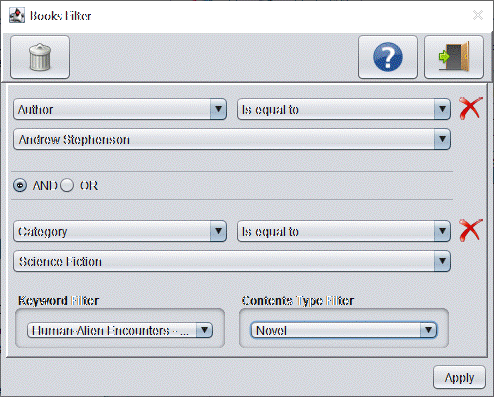 Books Filter
Author Is equal to
Andrew Stephenson
AND OR
Category Is equal to
Science Fiction
Keyword Filter Contents Type Filter
Human-Alien Encounters - ... Novel
Apply